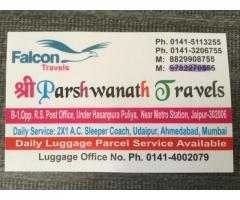 Falcon
Travels
Ph. 0141-5113255
Ph. 0141-3206755
M: 8829908755
M:
श्री Parshwanath Travels
B-1,Opp. R.S. Post Office, Under Hasanpura Puliya, Near Metro Station, Jaipur-302006
Daily Service: 2X1 A.C. Sleeper Coach, Udaipur, Ahmedabad, Mumbai
Daily Luggage Parcel Service Available
Luggage Office No. Ph. 0141-4002079